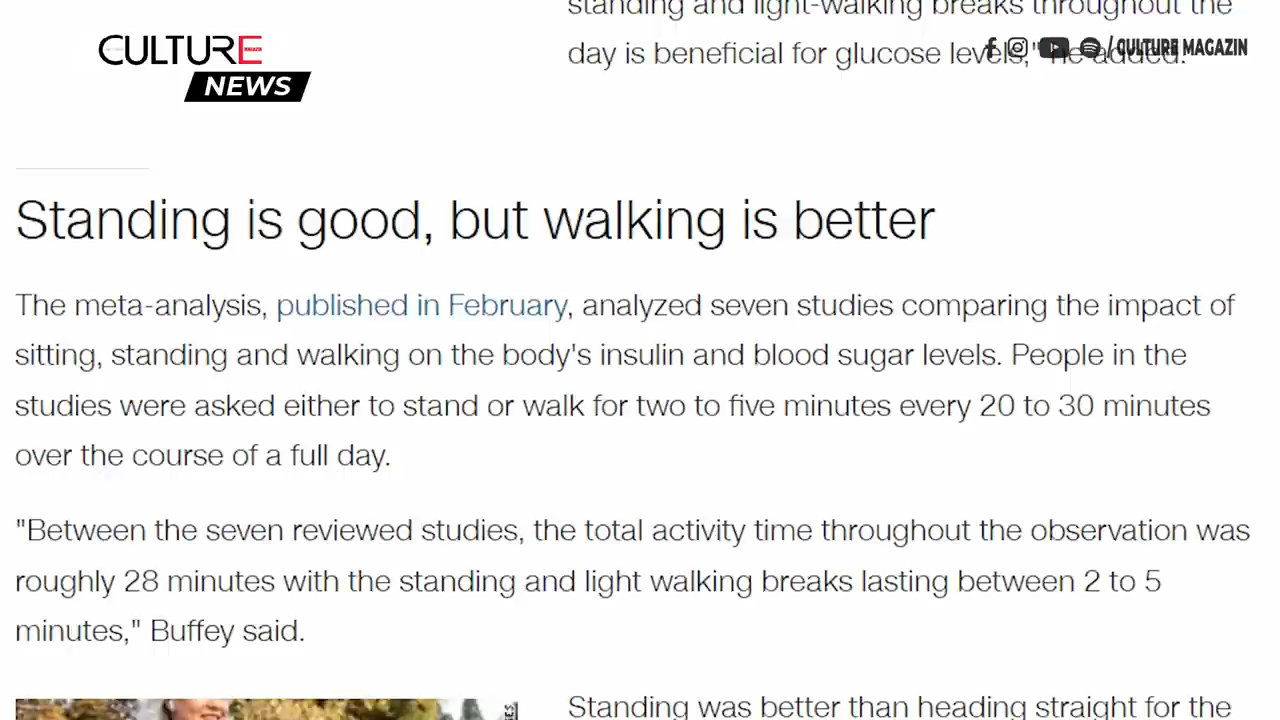 standing and light-walking breaks throughout the
day is beneficial for glucose levels," he added.
/ CULTURE MAGAZIN
CULTURE
NEWS
Standing is good, but walking is better
The meta-analysis, published in February, analyzed seven studies comparing the impact of
sitting, standing and walking on the body's insulin and blood sugar levels. People in the
studies were asked either to stand or walk for two to five minutes every 20 to 30 minutes
over the course of a full day.
"Between the seven reviewed studies, the total activity time throughout the observation was
roughly 28 minutes with the standing and light walking breaks lasting between 2 to 5
minutes," Buffey said.
Standing was better than heading straight for the